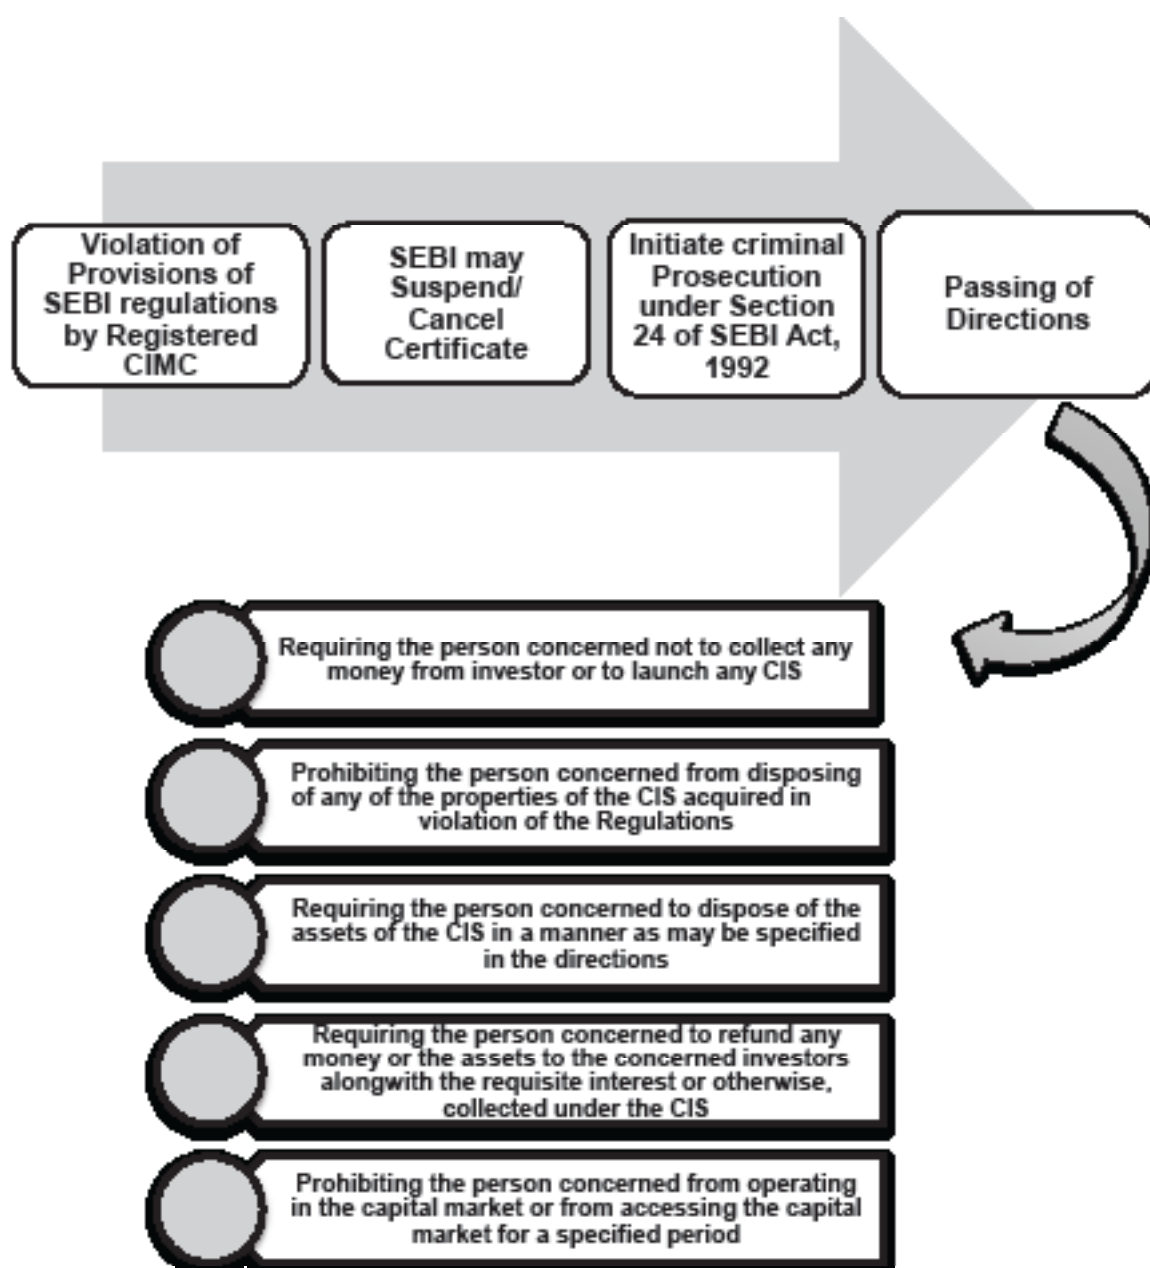 Violation of
Provisions of
SEBI regulations
by Registered
CIMC
SEBI may
Suspend/
Cancel
Certificate
Initiate criminal
Prosecution
under Section
24 of SEBI Act,
1992
Passing of
Directions
Requiring the person concerned not to collect any
money from investor or to launch any CIS
Prohibiting the person concerned from disposing
of any of the properties of the CIS acquired in
violation of the Regulations
Requiring the person concerned to dispose of the
assets of the CIS in a manner as may be specified
in the directions
Requiring the person concerned to refund any
money or the assets to the concerned investors
alongwith the requisite interest or otherwise,
collected under the CIS
Prohibiting the person concerned from operating
in the capital market or from accessing the capital
market for a specified period